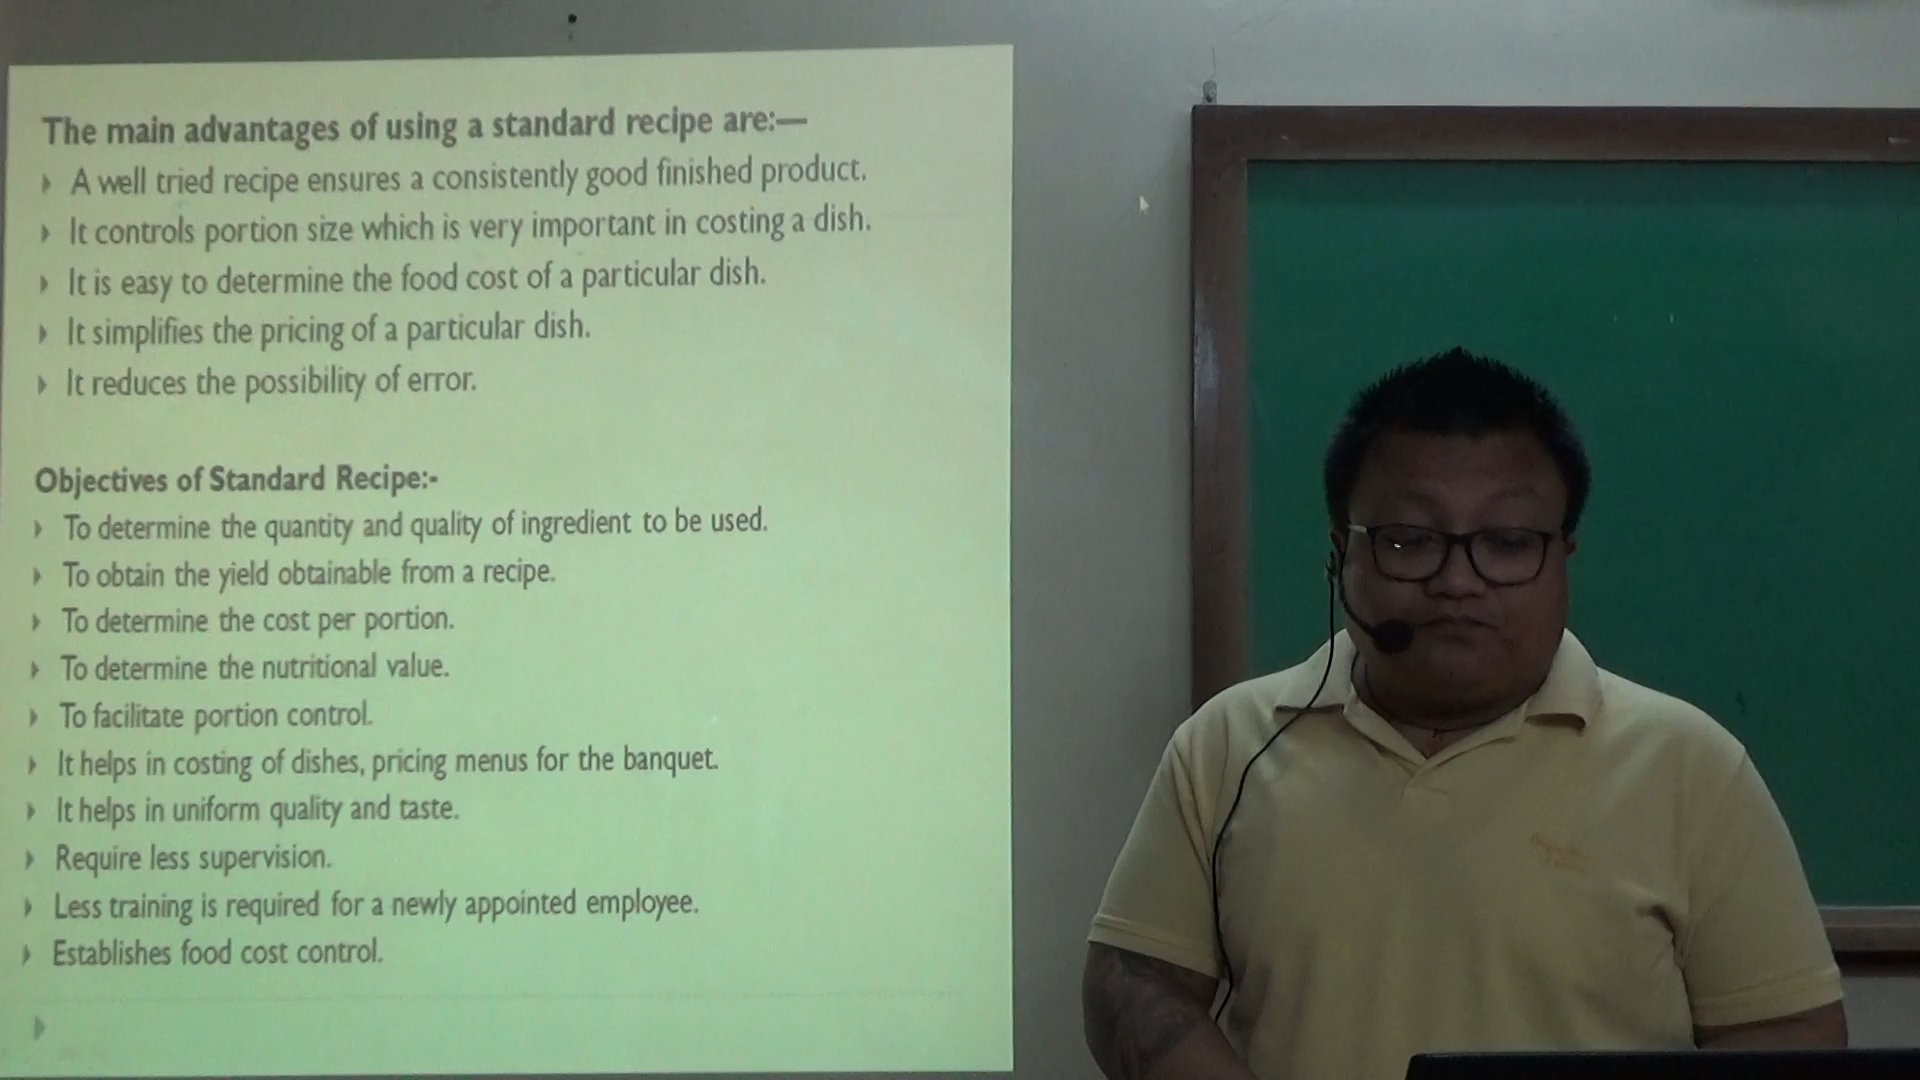 The main advantages of using a standard recipe are:—
A well tried recipe ensures a consistently good finished product.
It controls portion size which is very important in costing a dish.
It is easy to determine the food cost of a particular dish.
It simplifies the pricing of a particular dish.
It reduces the possibility of error.
Objectives of Standard Recipe:-
To determine the quantity and quality of ingredient to be used.
To obtain the yield obtainable from a recipe.
To determine the cost per portion.
To determine the nutritional value.
To facilitate portion control.
It helps in costing of dishes, pricing menus for the banquet.
It helps in uniform quality and taste.
Require less supervision.
Less training is required for a newly appointed employee.
Establishes food cost control.